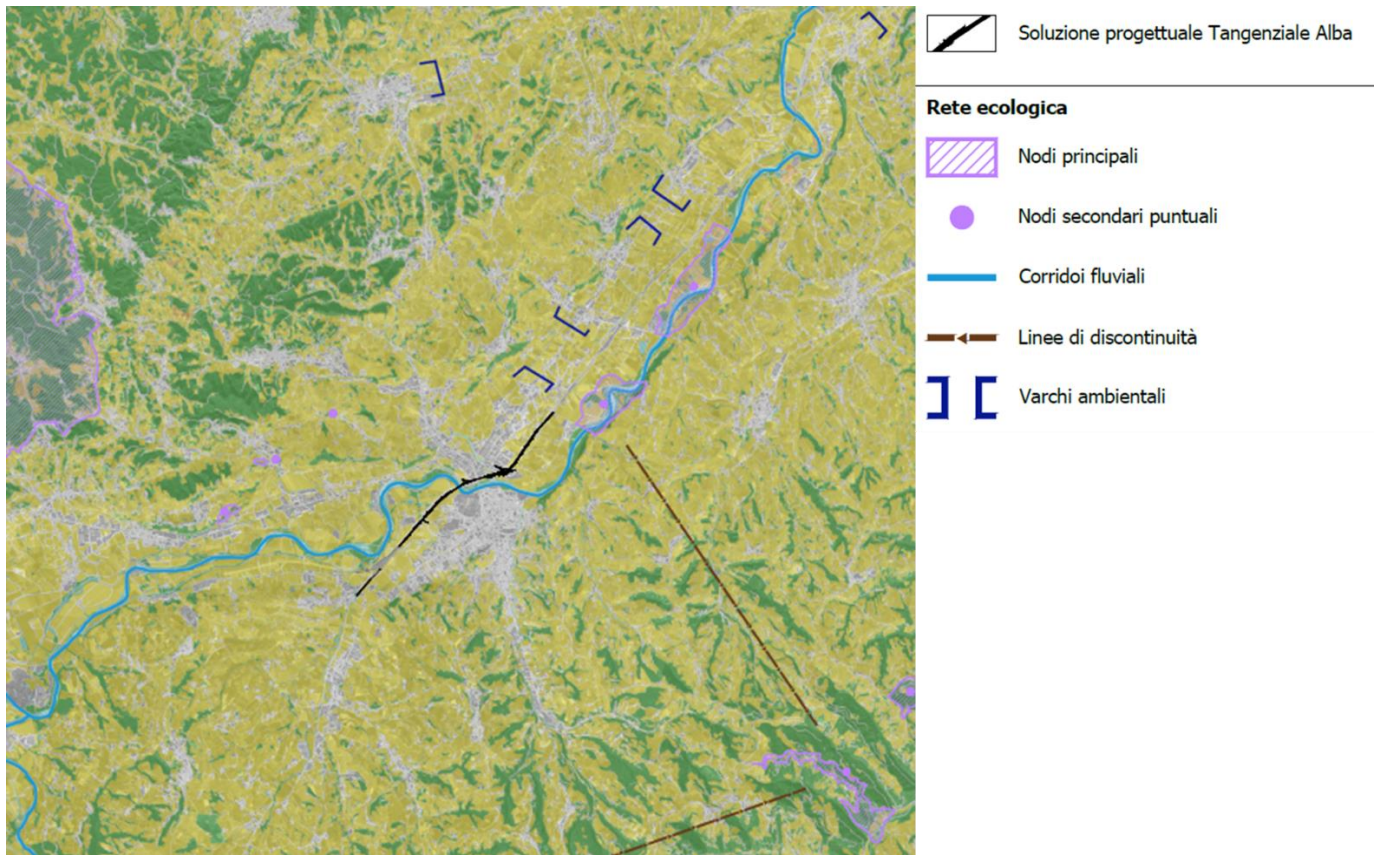 Soluzione progettuale Tangenziale Alba
Rete ecologica
Nodi principali
Nodi secondari puntuali
Corridoi fluviali
Linee di discontinuità
Varchi ambientali